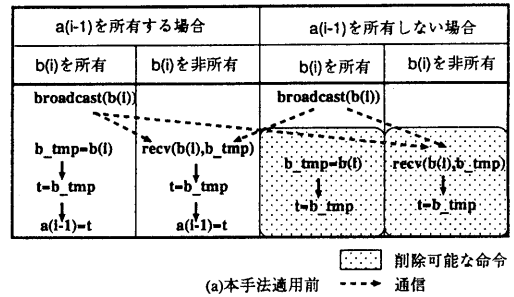 a(i-1)を所有する場合 a(i-1)を所有しない場合
b(i)を所有 b(i)を非所有 b(i)を所有 b(i)を非所有
broadcast(b(i)) broadcast(b(i))
b_tmp=b(i) recv(b(i),b_tmp) b_tmp=b(i) recv(b(i),b_tmp)
t=b_tmp t=b_tmp t=b_tmp t=b_tmp
a(i-1)=t a(i-1)=t
削除可能な命令
(a)本手法適用前 通信